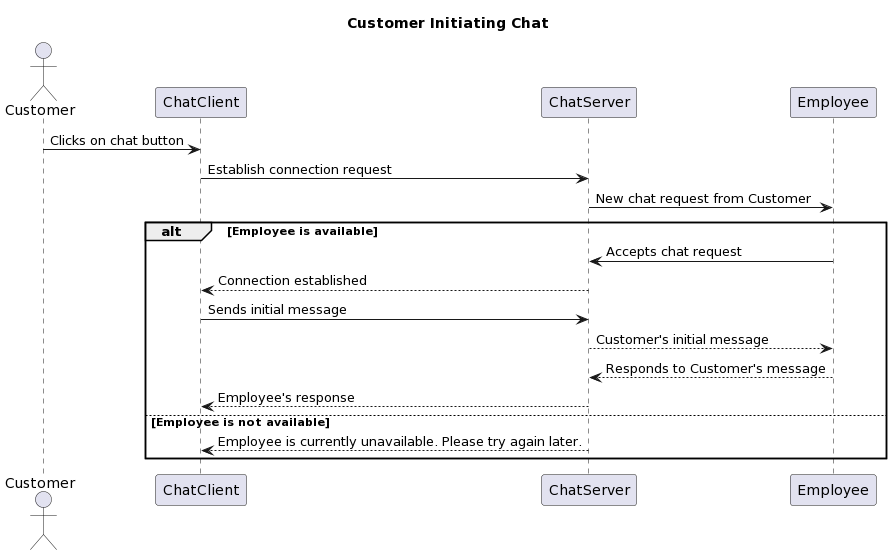 Customer Initiating Chat
Customer
ChatClient
ChatServer
Employee
Clicks on chat button
Establish connection request
New chat request from Customer
alt
[Employee is available]
Accepts chat request
Connection established
Sends initial message
Customer's initial message
Responds to Customer's message
Employee's response
[Employee is not available]
Employee is currently unavailable. Please try again later.
Customer
ChatClient
ChatServer
Employee